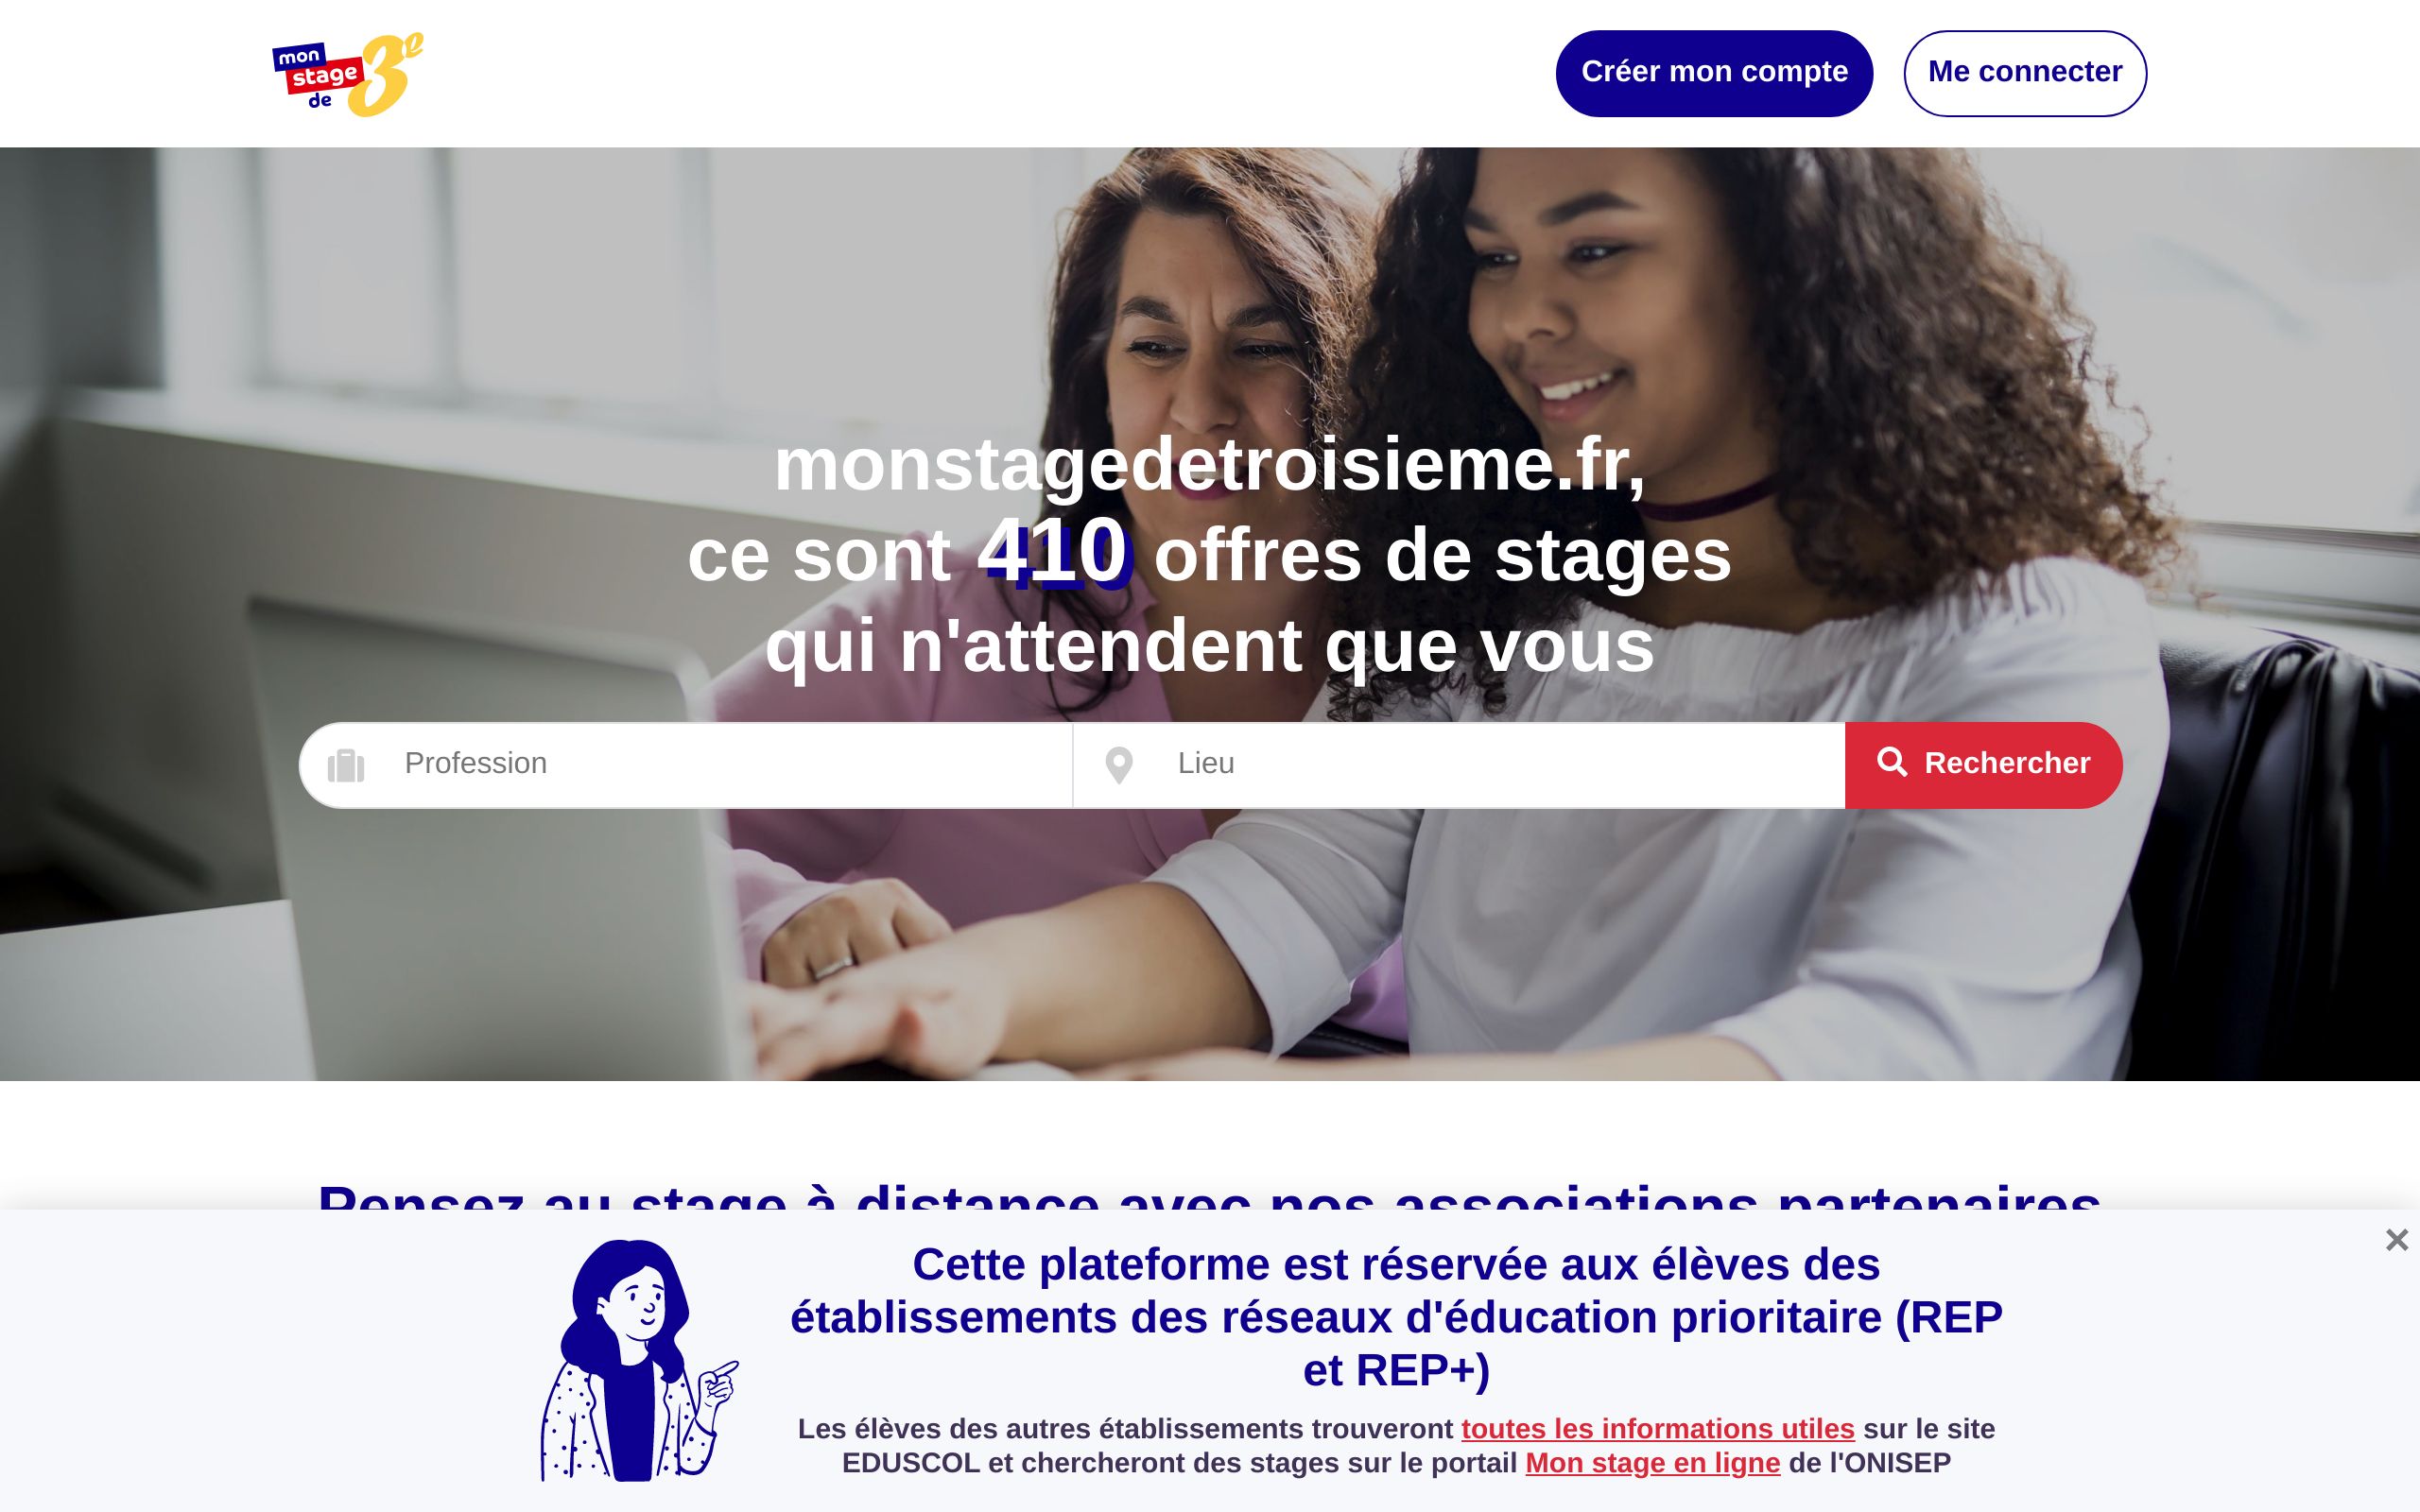 mon
stage
de
3e
Créer mon compte
Me connecter
monstagedetroisieme.fr,
ce sont 410 offres de stages
qui n'attendent que vous
Profession
Lieu
Rechercher
Pensez au stage à distance avec nos associations partenaires
Cette plateforme est réservée aux élèves des
établissements des réseaux d'éducation prioritaire (REP
et REP+)
Les élèves des autres établissements trouveront toutes les informations utiles sur le site
EDUSCOL et chercheront des stages sur le portail Mon stage en ligne de l'ONISEP